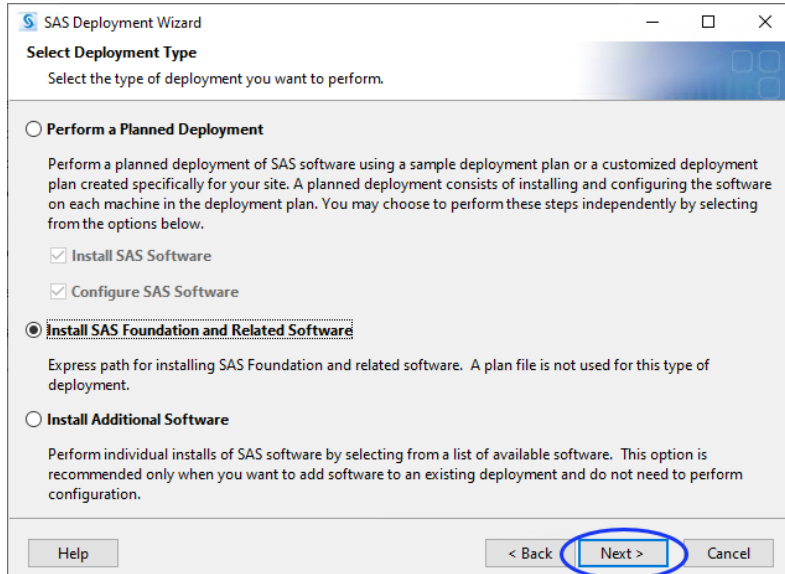 SAS Deployment Wizard
Select Deployment Type
Select the type of deployment you want to perform.
Perform a Planned Deployment
Perform a planned deployment of SAS software using a sample deployment plan or a customized deployment
plan created specifically for your site. A planned deployment consists of installing and configuring the software
on each machine in the deployment plan. You may choose to perform these steps independently by selecting
from the options below.
Install SAS Software
Configure SAS Software
Install SAS Foundation and Related Software
Express path for installing SAS Foundation and related software. A plan file is not used for this type of
deployment.
Install Additional Software
Perform individual installs of SAS software by selecting from a list of available software. This option is
recommended only when you want to add software to an existing deployment and do not need to perform
configuration.
Help < Back Next > Cancel